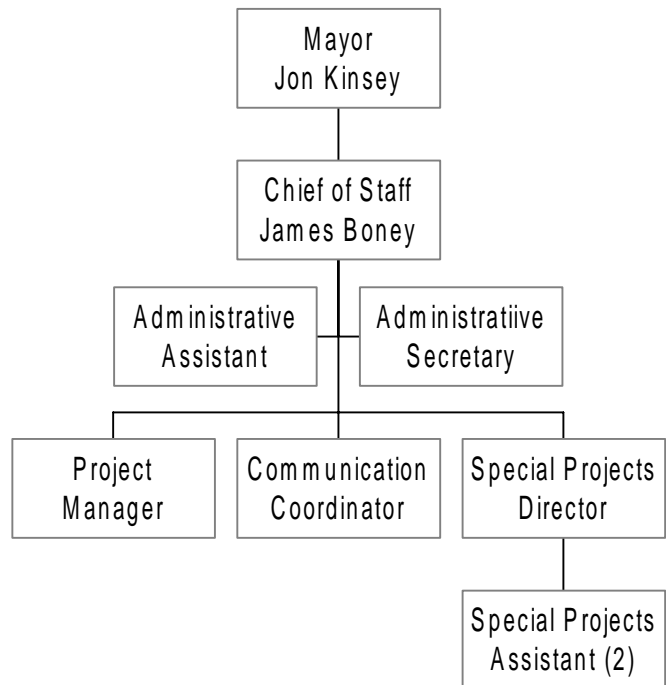 Mayor
Jon Kinsey
Chief of Staff
James Boney
Administrative
Assistant
Administratiive
Secretary
Project
Manager
Communication
Coordinator
Special Projects
Director
Special Projects
Assistant (2)